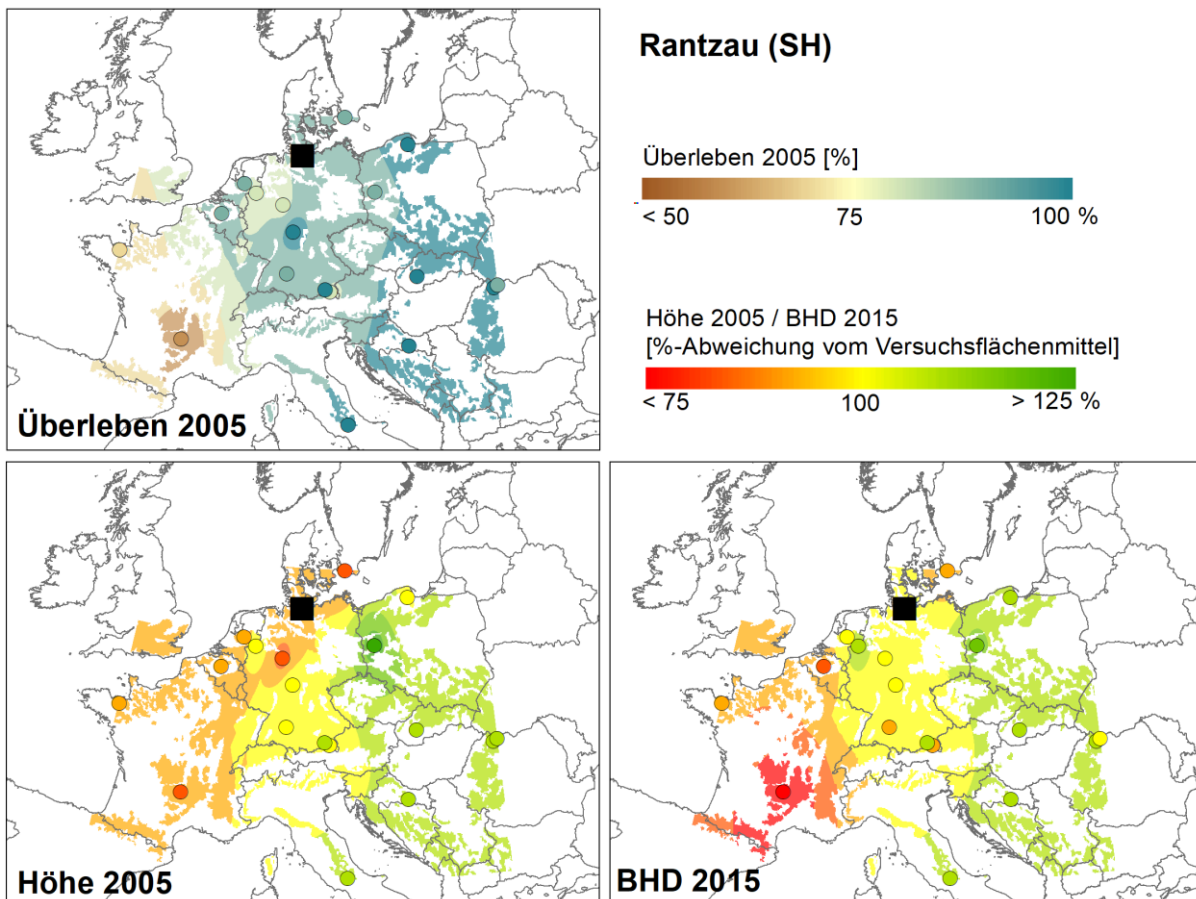 Rantzau (SH)
Überleben 2005 [%]
< 50 75 100 %
Höhe 2005 / BHD 2015
[%-Abweichung vom Versuchsflächenmittel]
< 75 100 > 125 %
Überleben 2005
Höhe 2005
BHD 2015